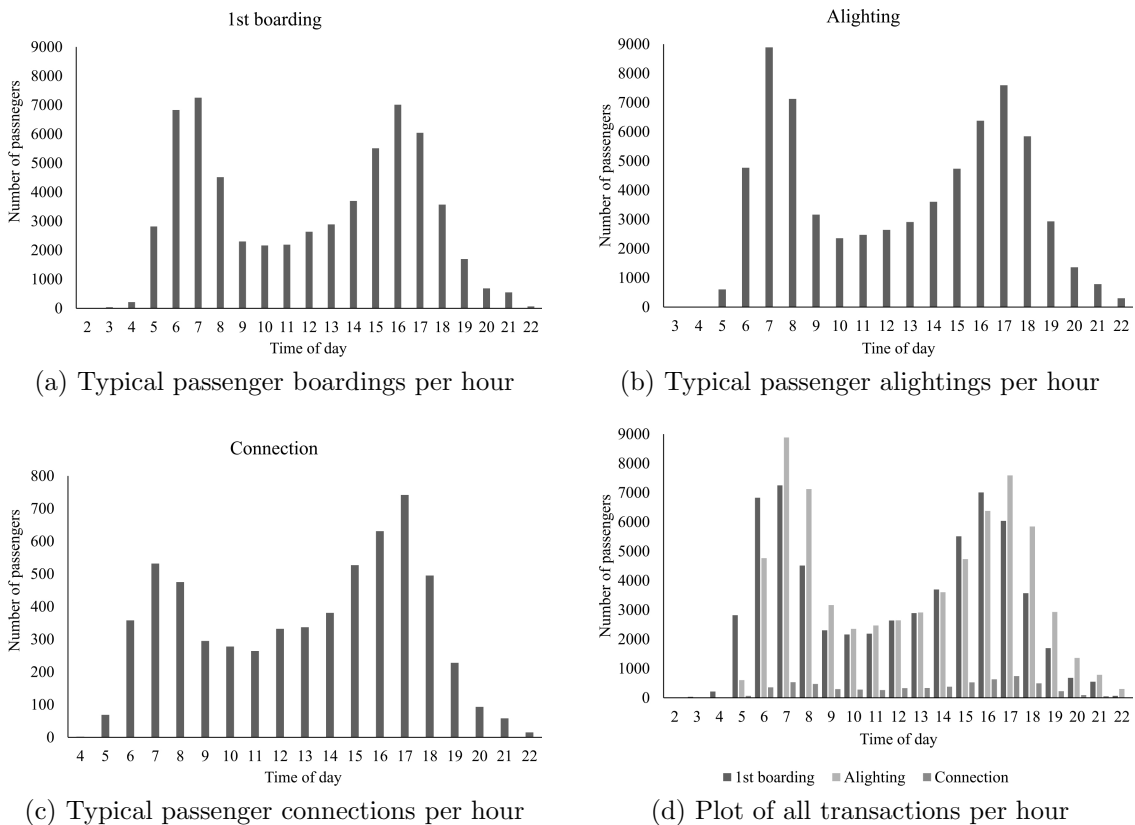 1st boarding
Number of passnegers
9000
8000
7000
6000
5000
4000
3000
2000
1000
0
2 3 4 5 6 7 8 9 10 11 12 13 14 15 16 17 18 19 20 21 22
Time of day
(a) Typical passenger boardings per hour
Alighting
Number of passengers
9000
8000
7000
6000
5000
4000
3000
2000
1000
0
3 4 5 6 7 8 9 10 11 12 13 14 15 16 17 18 19 20 21 22
Tine of day
(b) Typical passenger alightings per hour
Connection
Number of passengers
800
700
600
500
400
300
200
100
0
4 5 6 7 8 9 10 11 12 13 14 15 16 17 18 19 20 21 22
Time of day
(c) Typical passenger connections per hour
Number of passengers
9000
8000
7000
6000
5000
4000
3000
2000
1000
0
2 3 4 5 6 7 8 9 10 11 12 13 14 15 16 17 18 19 20 21 22
Time of day
1st boarding Alighting Connection
(d) Plot of all transactions per hour